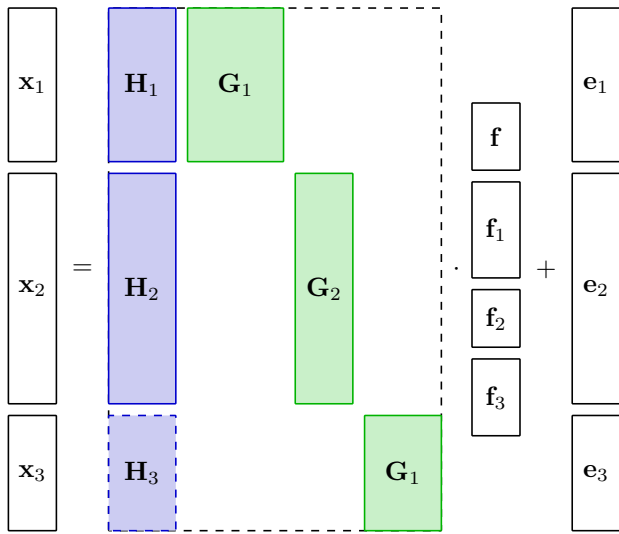 x₁ H₁ G₁ e₁
f
f₁
x₂ = H₂ G₂ · + e₂
f₂
f₃
x₃ H₃ G₁ e₃